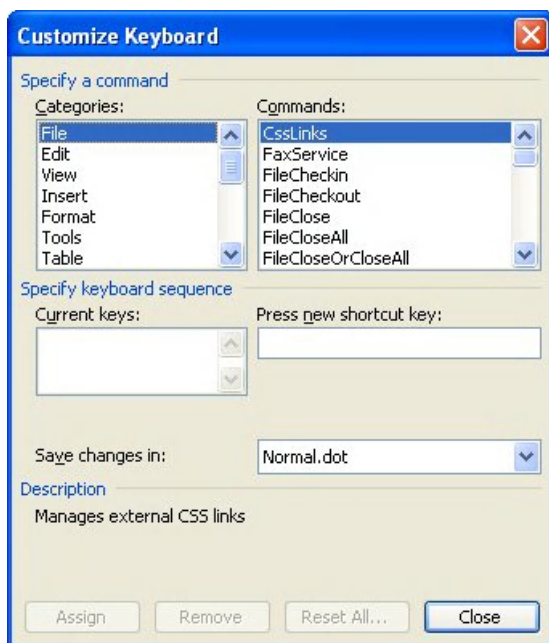 Customize Keyboard
Specify a command
Categories:
Commands:
File
Edit
View
Insert
Format
Tools
Table
CssLinks
FaxService
FileCheckin
FileCheckout
FileClose
FileCloseAll
FileCloseOrCloseAll
Specify keyboard sequence
Current keys:
Press new shortcut key:
Save changes in:
Normal.dot
Description
Manages external CSS links
Assign
Remove
Reset All...
Close